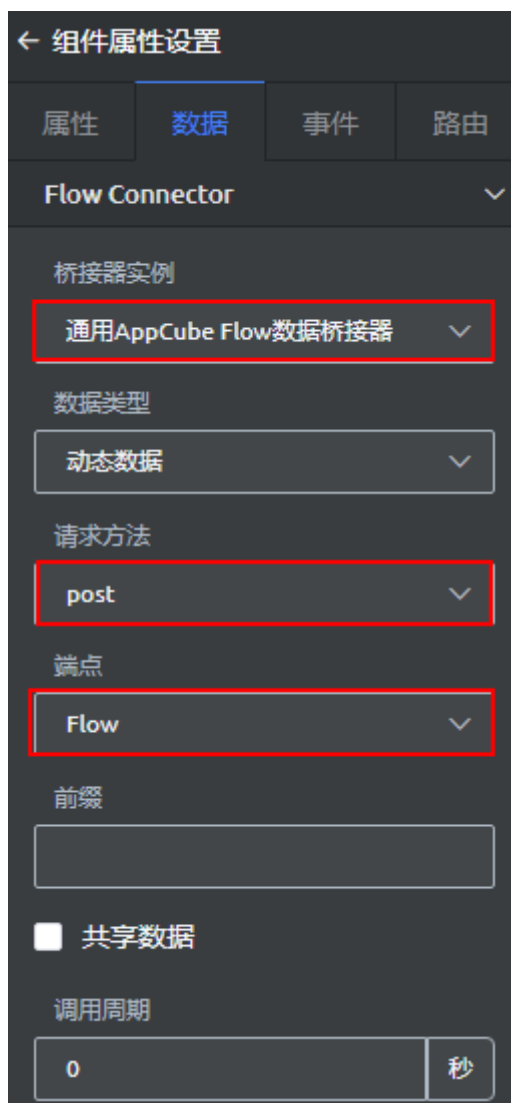 ← 组件属性设置
属性 数据 事件 路由
Flow Connector
桥接器实例
通用AppCube Flow数据桥接器
数据类型
动态数据
请求方法
post
端点
Flow
前缀
共享数据
调用周期
0 秒